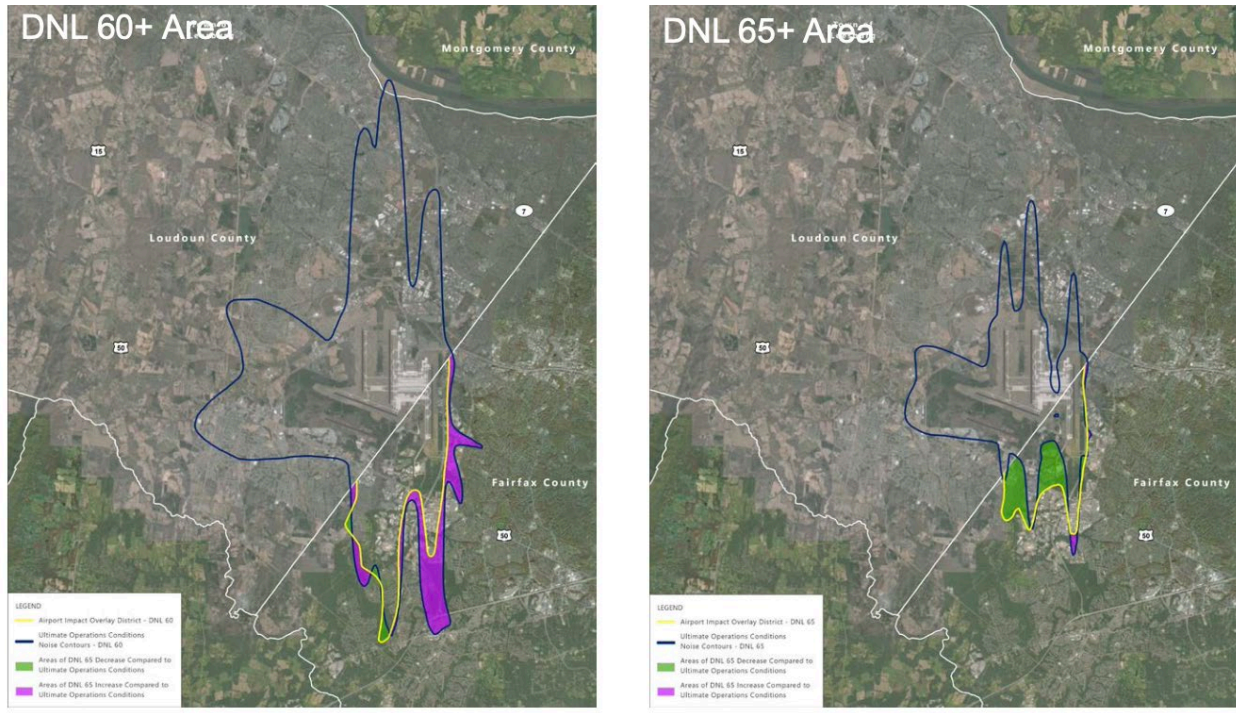 DNL 60+ Area
Town of
Montgomery County
15
7
Loudoun County
50
Fairfax County
50
LEGEND
Airport Impact Overlay District - DNL 60
Ultimate Operations Conditions
Noise Contours - DNL 60
Areas of DNL 65 Decrease Compared to
Ultimate Operations Conditions
Areas of DNL 65 Increase Compared to
Ultimate Operations Conditions
DNL 65+ Area
Town of
Montgomery County
15
7
Loudoun County
50
Fairfax County
50
LEGEND
Airport Impact Overlay District - DNL 65
Ultimate Operations Conditions
Noise Contours - DNL 65
Areas of DNL 65 Decrease Compared to
Ultimate Operations Conditions
Areas of DNL 65 Increase Compared to
Ultimate Operations Conditions